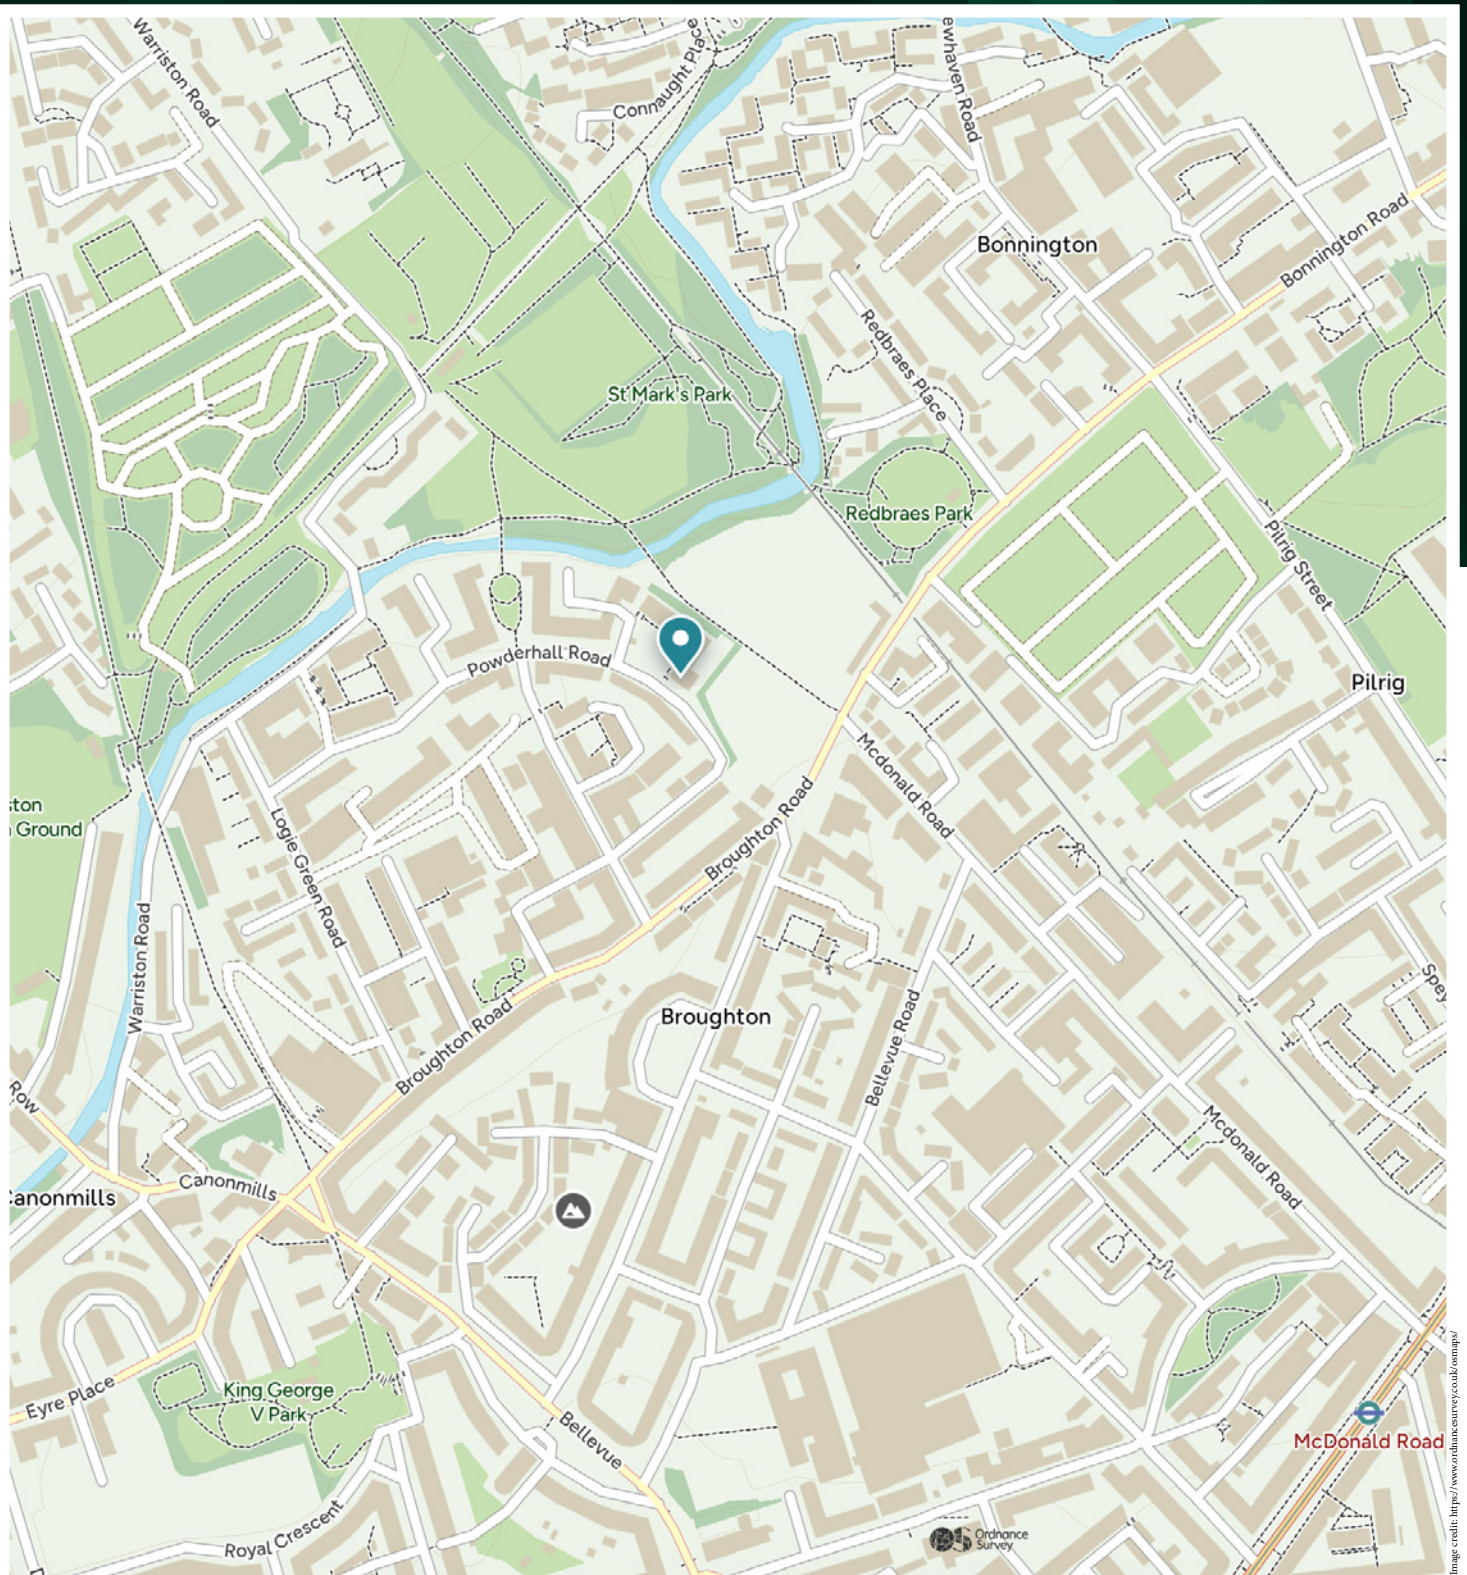 Warriston Road
Connaught Place
ewhaven Road
Bonnington
Bonnington Road
Redbraes Place
St Mark's Park
Redbraes Park
Pilrig Street
Powderhall Road
Pilrig
Mcdonald Road
ston
Ground
Logie Green Road
Broughton Road
Warriston Road
Spey
Broughton
Broughton Road
Bellevue Road
Row
Mcdonald Road
Canonmills
anonmills
King George
V Park
Eyre Place
Bellevue
McDonald Road
Royal Crescent
OS Ordnance
Survey
Image credit: https://www.ordnancesurvey.co.uk/osmaps/